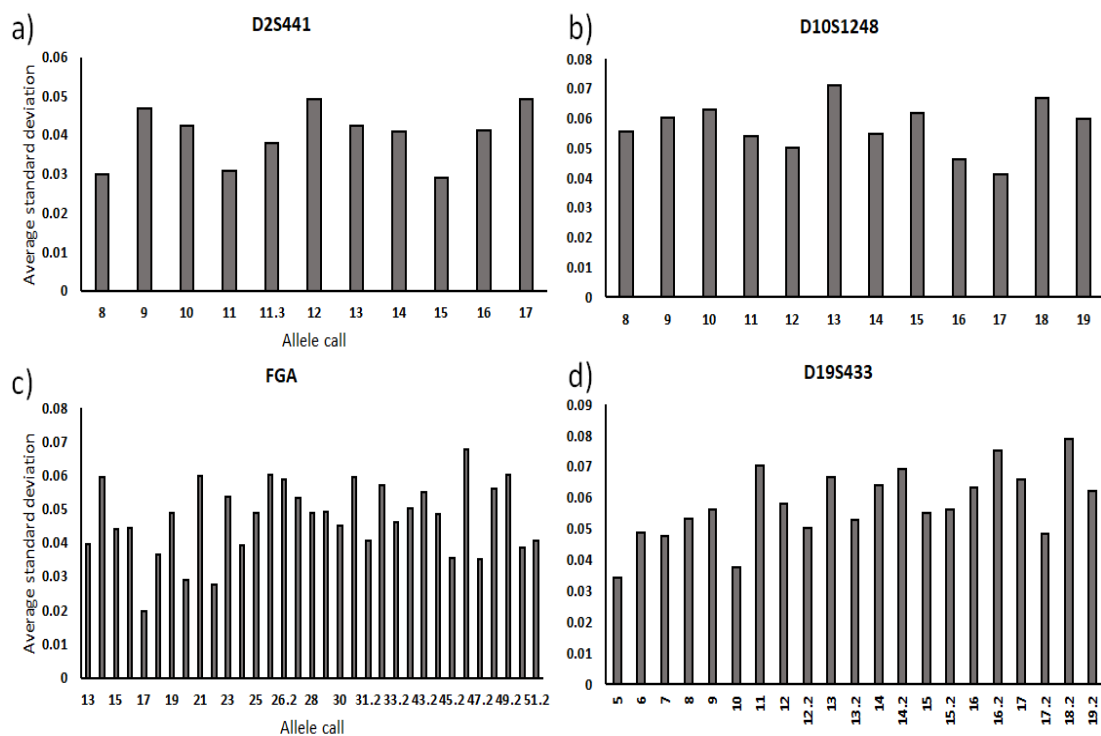 a)
D2S441
Average standard deviation
0.06
0.05
0.04
0.03
0.02
0.01
0
8 9 10 11 11.3 12 13 14 15 16 17
Allele call
b)
D10S1248
0.08
0.07
0.06
0.05
0.04
0.03
0.02
0.01
0
8 9 10 11 12 13 14 15 16 17 18 19
c)
FGA
Average standard deviation
0.08
0.07
0.06
0.05
0.04
0.03
0.02
0.01
0
13 15 17 19 21 23 25 26.2 28 30 31.2 33.2 43.2 45.2 47.2 49.2 51.2
Allele call
d)
D19S433
0.09
0.08
0.07
0.06
0.05
0.04
0.03
0.02
0.01
0
5 6 7 8 9 10 11 12 12.2 13 13.2 14 14.2 15 15.2 16 16.2 17 17.2 18.2 19.2